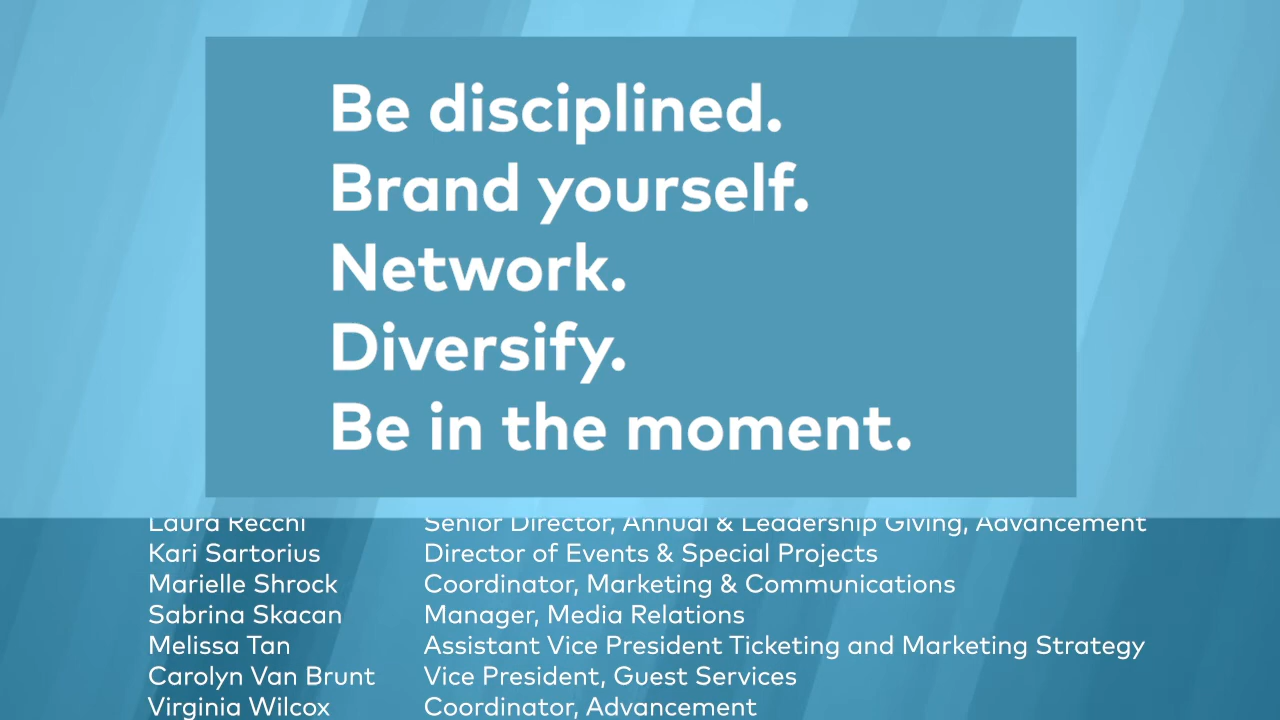 Be disciplined.
Brand yourself.
Network.
Diversify.
Be in the moment.
Laura Recchi Senior Director, Annual & Leadership Giving, Advancement
Kari Sartorius Director of Events & Special Projects
Marielle Shrock Coordinator, Marketing & Communications
Sabrina Skacan Manager, Media Relations
Melissa Tan Assistant Vice President Ticketing and Marketing Strategy
Carolyn Van Brunt Vice President, Guest Services
Virginia Wilcox Coordinator, Advancement